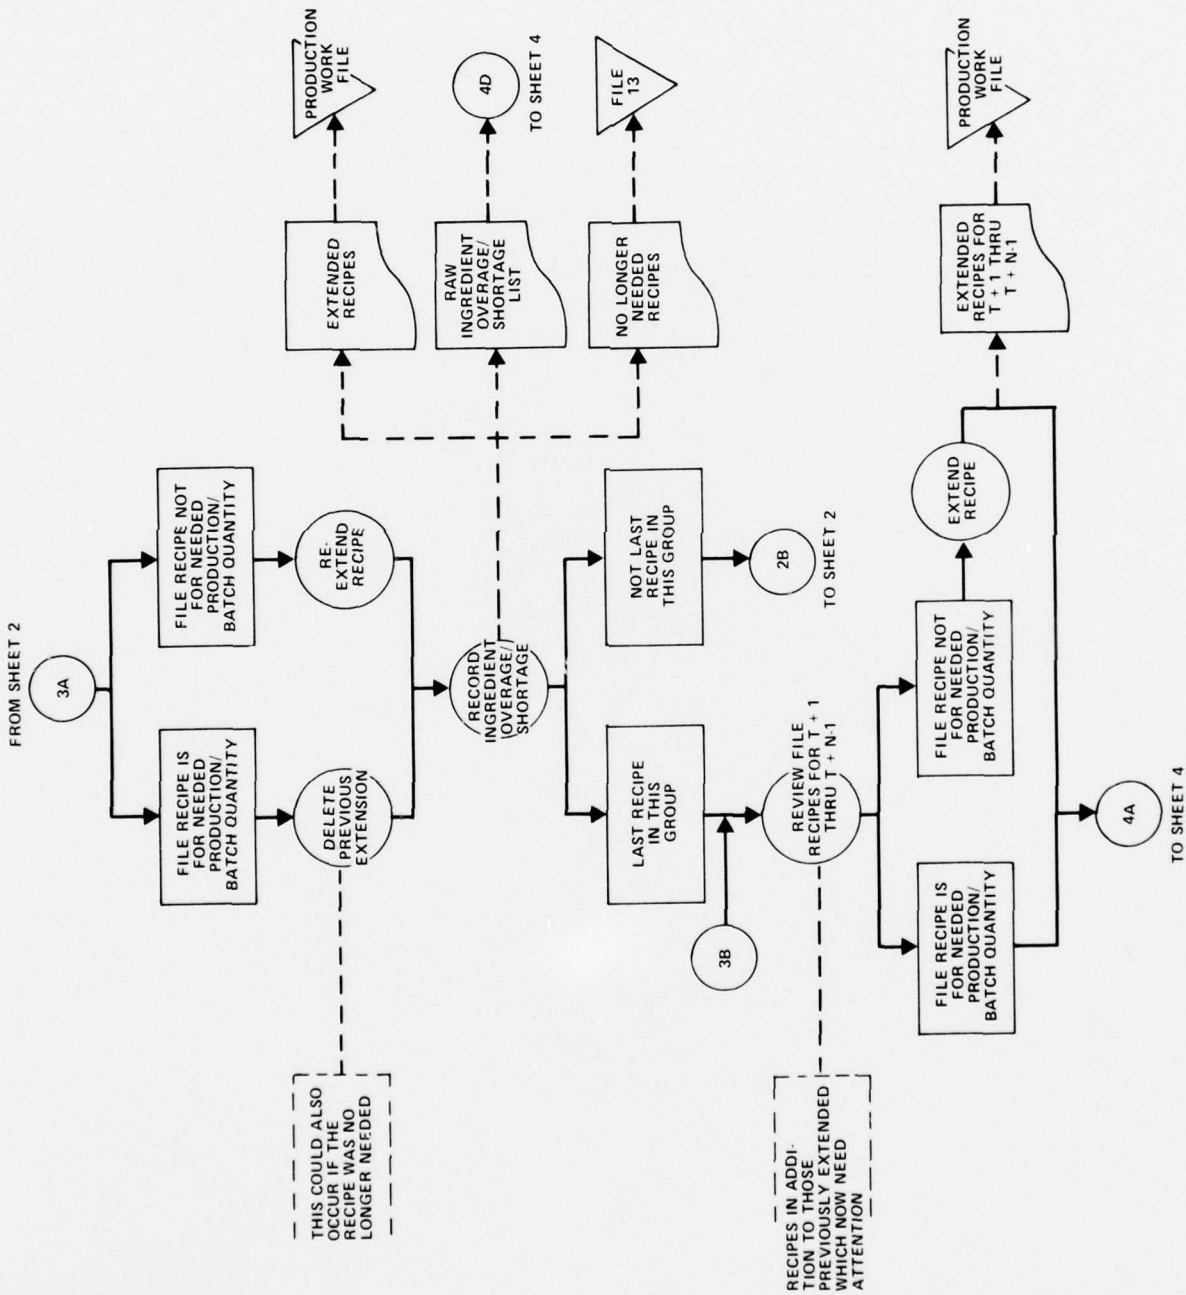 FROM SHEET 2
3A
FILE RECIPE IS
FOR NEEDED
PRODUCTION/
BATCH QUANTITY
FILE RECIPE NOT
FOR NEEDED
PRODUCTION/
BATCH QUANTITY
THIS COULD ALSO
OCCUR IF THE
RECIPE WAS NO
LONGER NEEDED
DELETE
PREVIOUS
EXTENSION
RE-
EXTEND
RECIPE
EXTENDED
RECIPES
PRODUCTION
WORK
FILE
RECORD
INGREDIENT
OVERAGE/
SHORTAGE
RAW
INGREDIENT
OVERAGE/
SHORTAGE
LIST
4D
TO SHEET 4
NO LONGER
NEEDED
RECIPES
FILE
13
LAST RECIPE
IN THIS
GROUP
NOT LAST
RECIPE IN
THIS GROUP
3B
2B
TO SHEET 2
RECIPES IN ADDI-
TION TO THOSE
PREVIOUSLY EXTENDED
WHICH NOW NEED
ATTENTION
REVIEW FILE
RECIPES FOR T + 1
THRU T + N-1
FILE RECIPE IS
FOR NEEDED
PRODUCTION/
BATCH QUANTITY
FILE RECIPE NOT
FOR NEEDED
PRODUCTION/
BATCH QUANTITY
EXTEND
RECIPE
EXTENDED
RECIPES FOR
T + 1 THRU
T + N-1
PRODUCTION
WORK
FILE
4A
TO SHEET 4